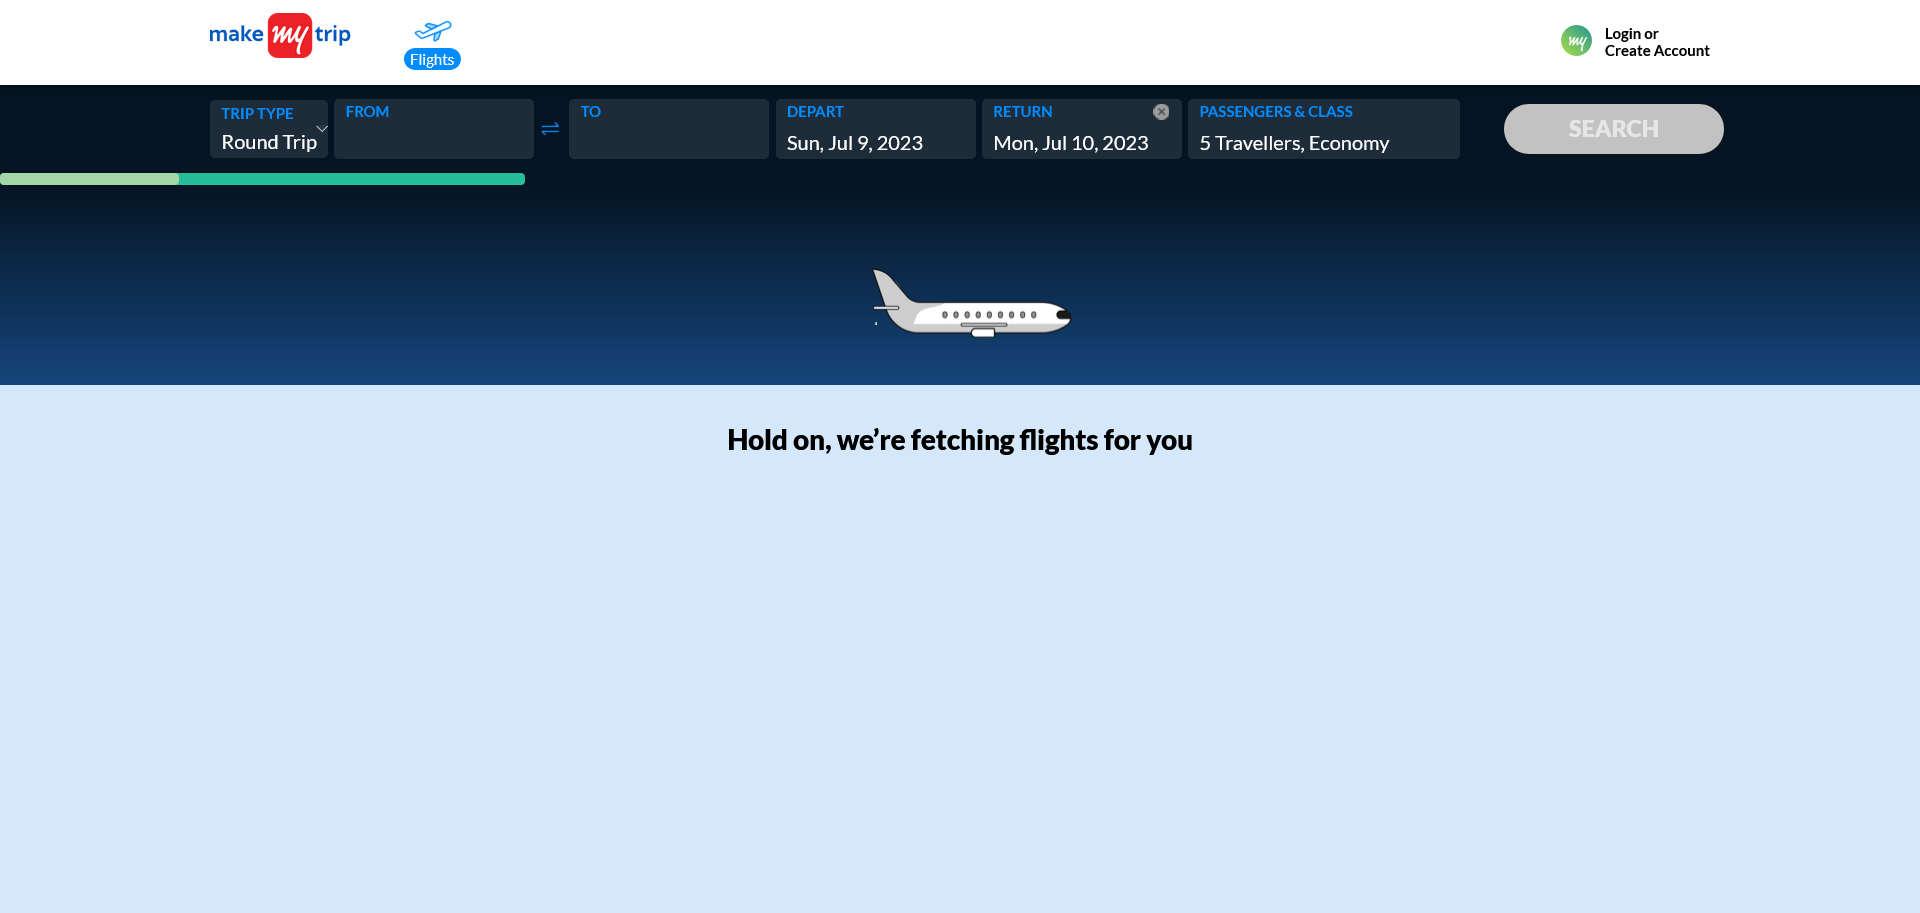 make my trip
Flights
my
Login or
Create Account
TRIP TYPE
Round Trip
FROM
TO
DEPART
Sun, Jul 9, 2023
RETURN
Mon, Jul 10, 2023
PASSENGERS & CLASS
5 Travellers, Economy
SEARCH
Hold on, we’re fetching flights for you